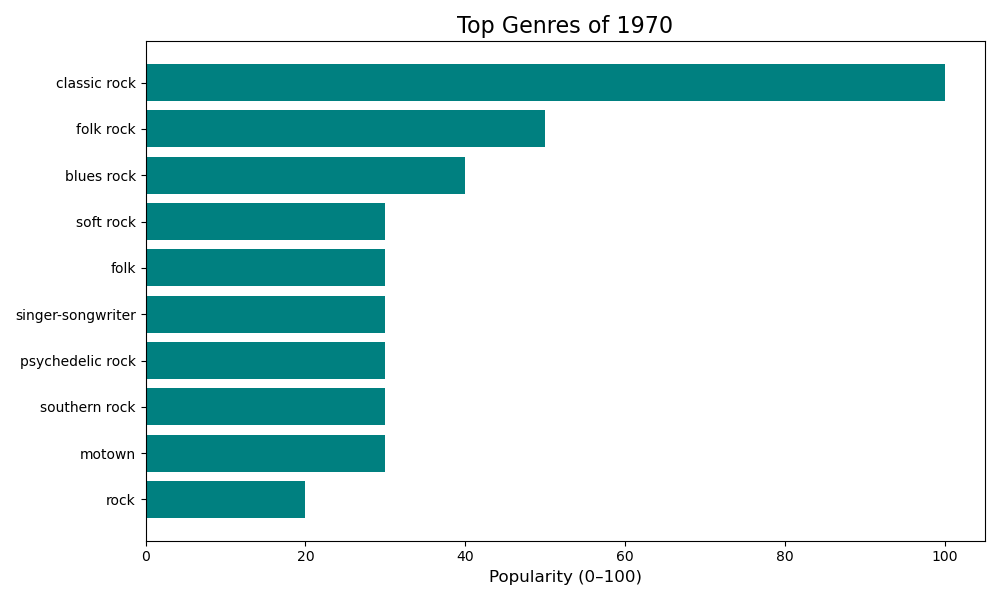 Top Genres of 1970
classic rock
folk rock
blues rock
soft rock
folk
singer-songwriter
psychedelic rock
southern rock
motown
rock
0 20 40 60 80 100
Popularity (0–100)